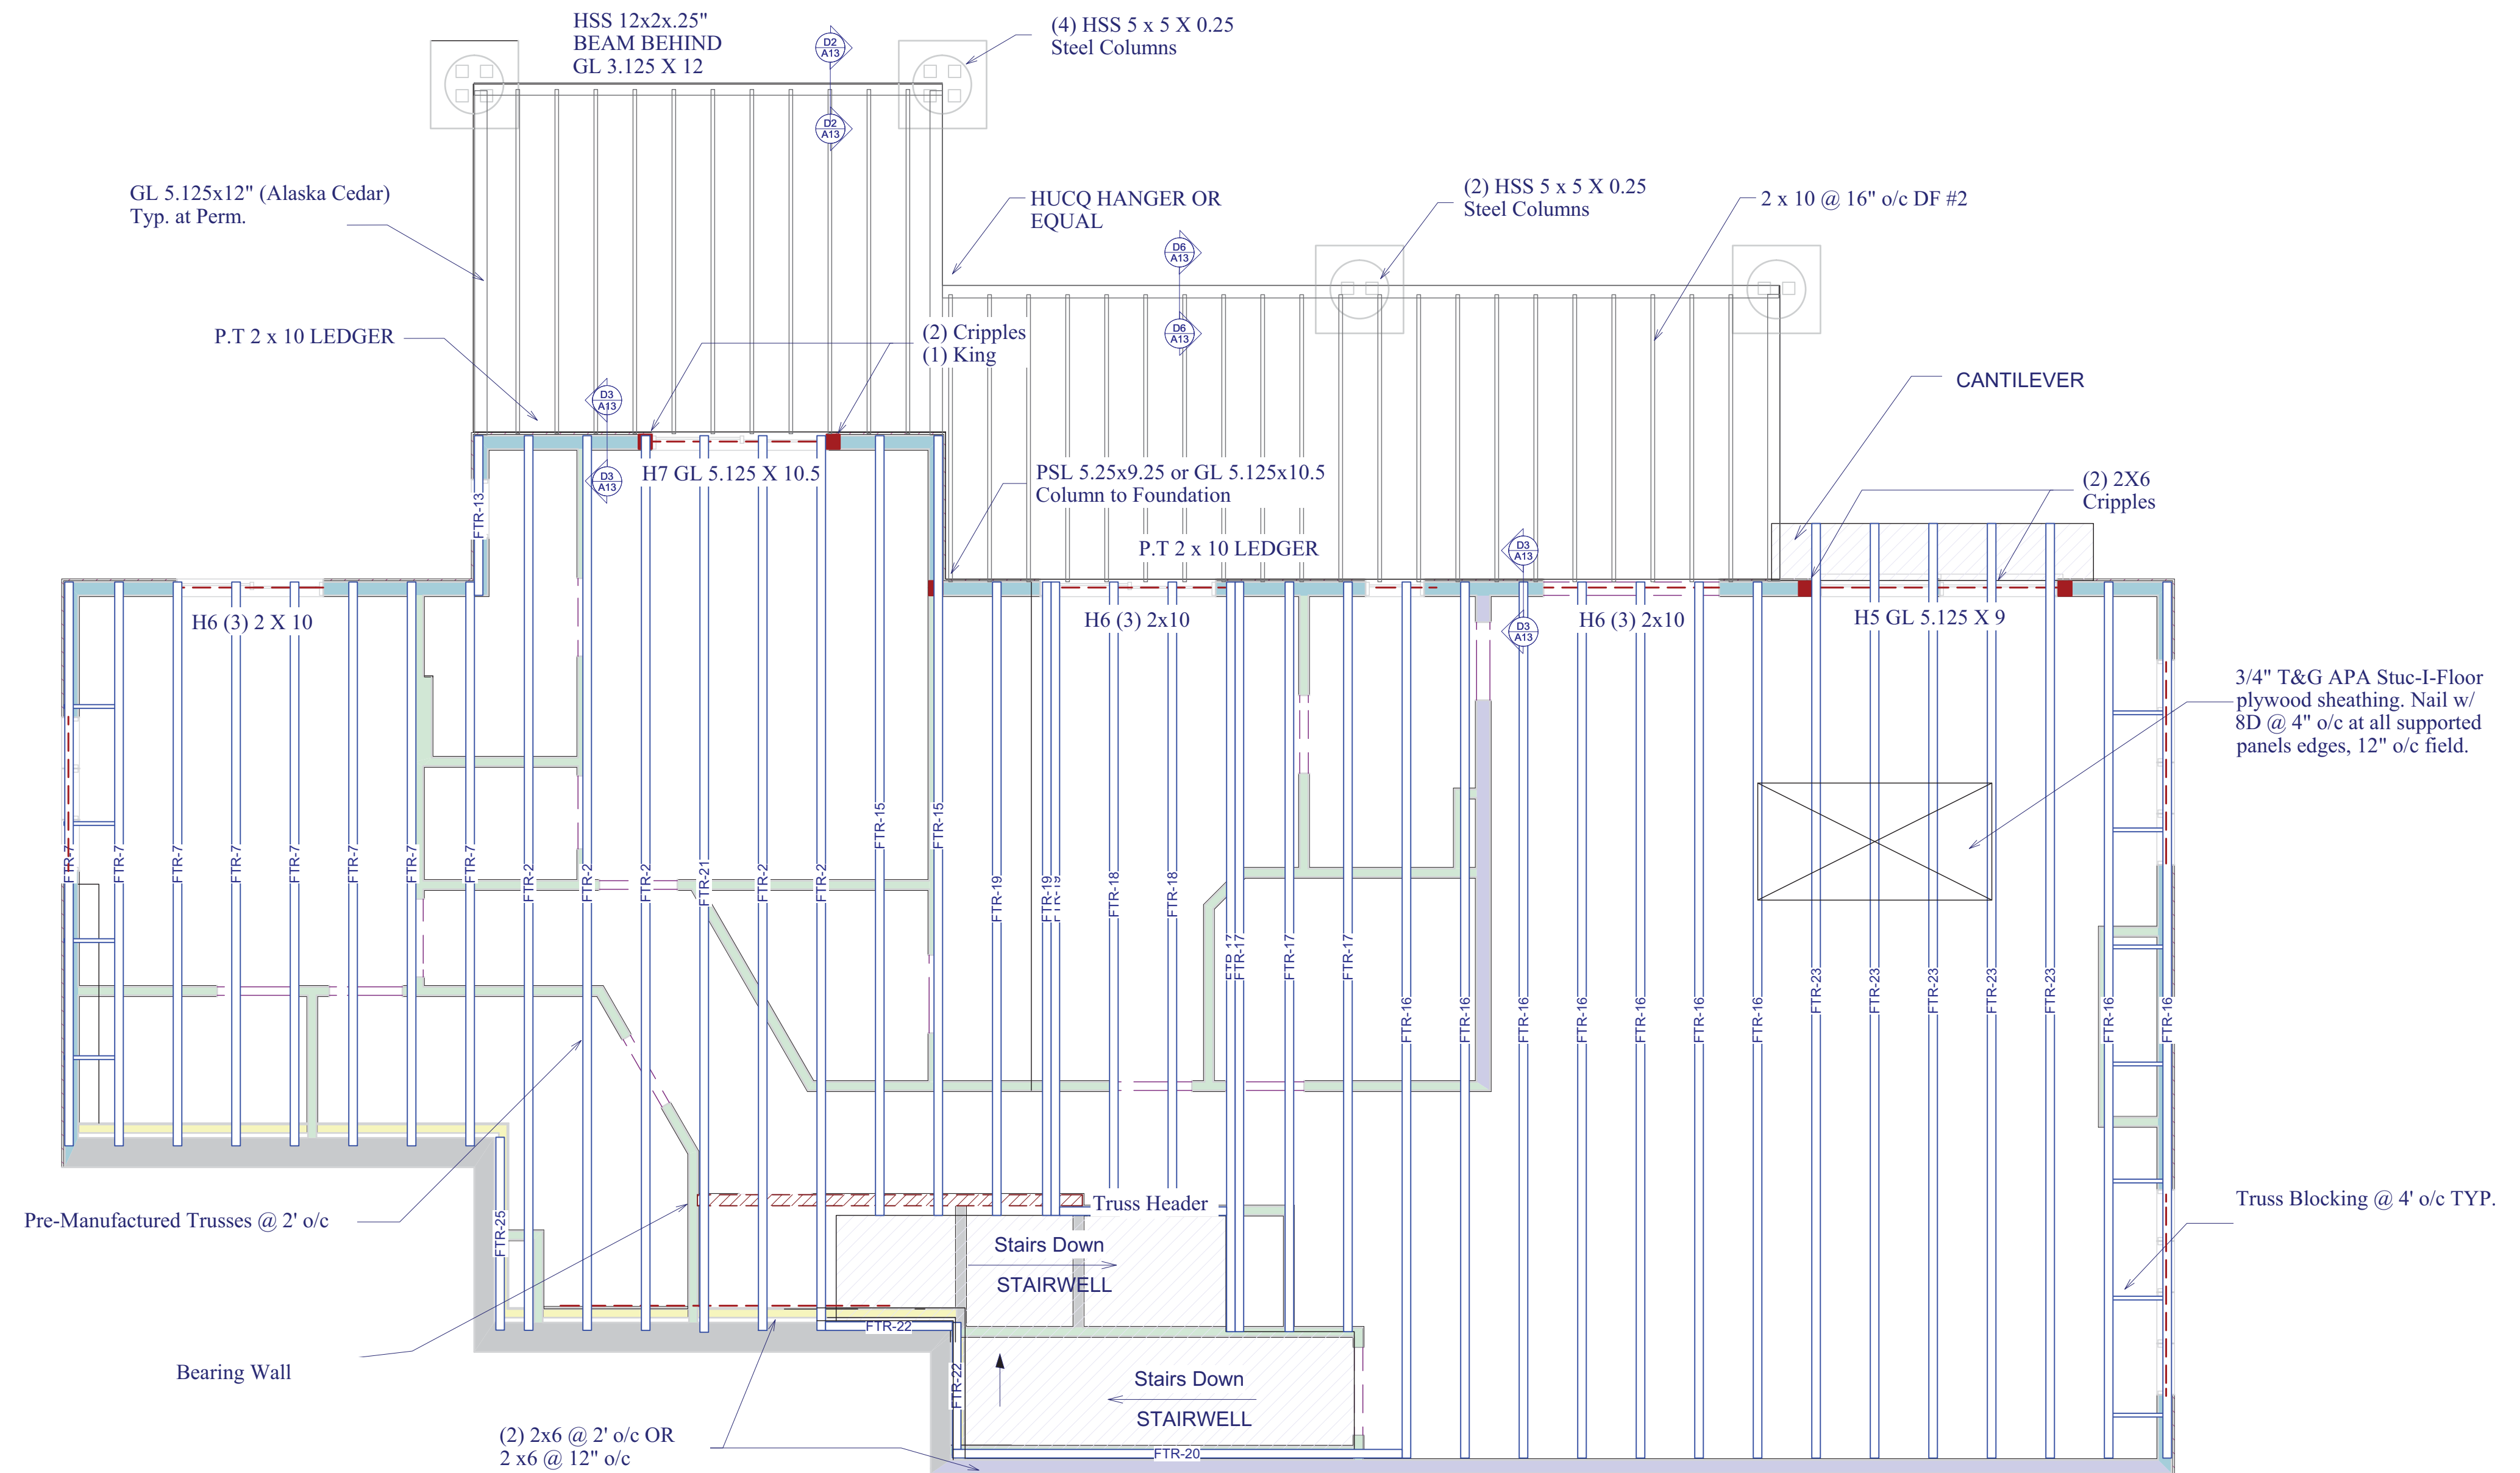 HSS 12x2x.25"
BEAM BEHIND
GL 3.125 X 12
D2
A13
D2
A13
(4) HSS 5 x 5 X 0.25
Steel Columns
GL 5.125x12" (Alaska Cedar)
Typ. at Perm.
HUCQ HANGER OR
EQUAL
(2) HSS 5 x 5 X 0.25
Steel Columns
2 x 10 @ 16" o/c DF #2
D6
A13
D6
A13
P.T 2 x 10 LEDGER
(2) Cripples
(1) King
CANTILEVER
D3
A13
D3
A13
H7 GL 5.125 X 10.5
PSL 5.25x9.25 or GL 5.125x10.5
Column to Foundation
(2) 2X6
Cripples
FTR-13
P.T 2 x 10 LEDGER
D3
A13
D3
A13
H6 (3) 2 X 10
H6 (3) 2x10
H6 (3) 2x10
H5 GL 5.125 X 9
3/4" T&G APA Stuc-I-Floor
plywood sheathing. Nail w/
8D @ 4" o/c at all supported
panels edges, 12" o/c field.
FTR-7
FTR-7
FTR-7
FTR-7
FTR-7
FTR-7
FTR-7
FTR-7
FTR-2
FTR-2
FTR-2
FTR-21
FTR-2
FTR-2
FTR-15
FTR-15
FTR-19
FTR-19
FTR-19
FTR-18
FTR-18
FTR-17
FTR-17
FTR-17
FTR-17
FTR-16
FTR-16
FTR-16
FTR-16
FTR-16
FTR-16
FTR-16
FTR-23
FTR-23
FTR-23
FTR-23
FTR-23
FTR-16
FTR-16
Pre-Manufactured Trusses @ 2' o/c
FTR-25
Truss Header
Truss Blocking @ 4' o/c TYP.
Stairs Down
STAIRWELL
FTR-22
Bearing Wall
FTR-22
Stairs Down
STAIRWELL
(2) 2x6 @ 2' o/c OR
2 x6 @ 12" o/c
FTR-20